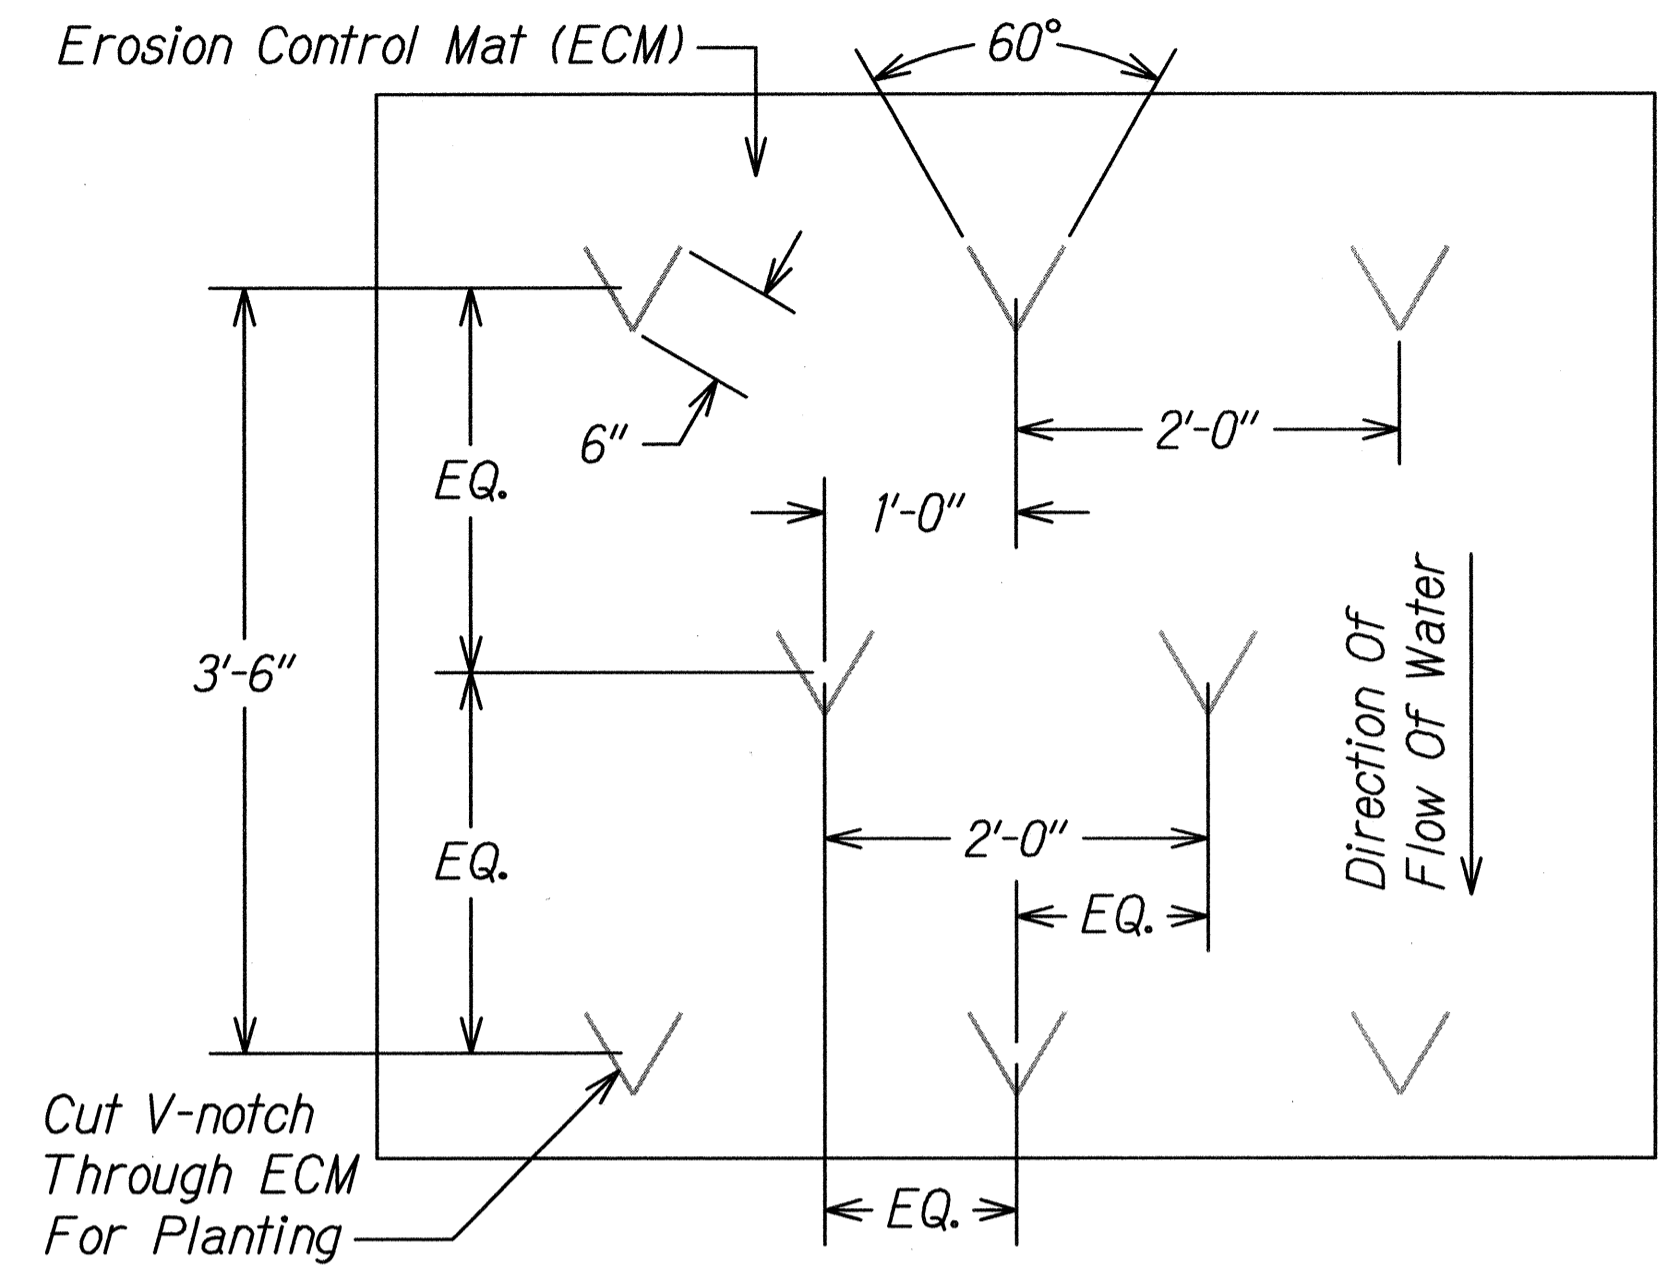 Erosion Control Mat (ECM)
60°
6"
2'-0"
1'-0"
EQ.
3'-6"
Direction Of
Flow Of Water
2'-0"
EQ.
EQ.
Cut V-notch
Through ECM
For Planting
EQ.